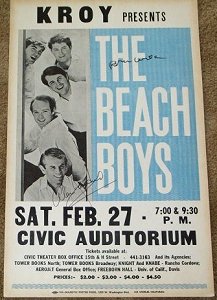 KROY PRESENTS
THE
BEACH
BOYS
SAT. FEB. 27 - 7:00 & 9:30
P. M.
CIVIC AUDITORIUM
Tickets available at:
CIVIC THEATER BOX OFFICE 15th & H Street - 441-3163 And its Agencies:
TOWER BOOKS North; TOWER BOOKS Broadway; KNIGHT And KNIGHT - Rancho Cordova;
AEROJET General Box Office; FREEBORN HALL - Univ. of Calif., Davis
PRICES:- $2.00 - $3.00 - $4.00 - $4.50